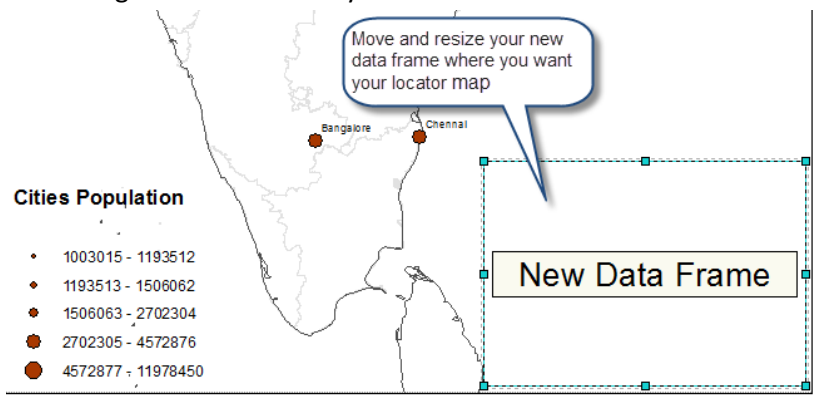 Move and resize your new
data frame where you want
your locator map
Bangalore
Chennai
Cities Population
1003015 - 1193512
1193513 - 1506062
1506063 - 2702304
2702305 - 4572876
4572877 - 11978450
New Data Frame